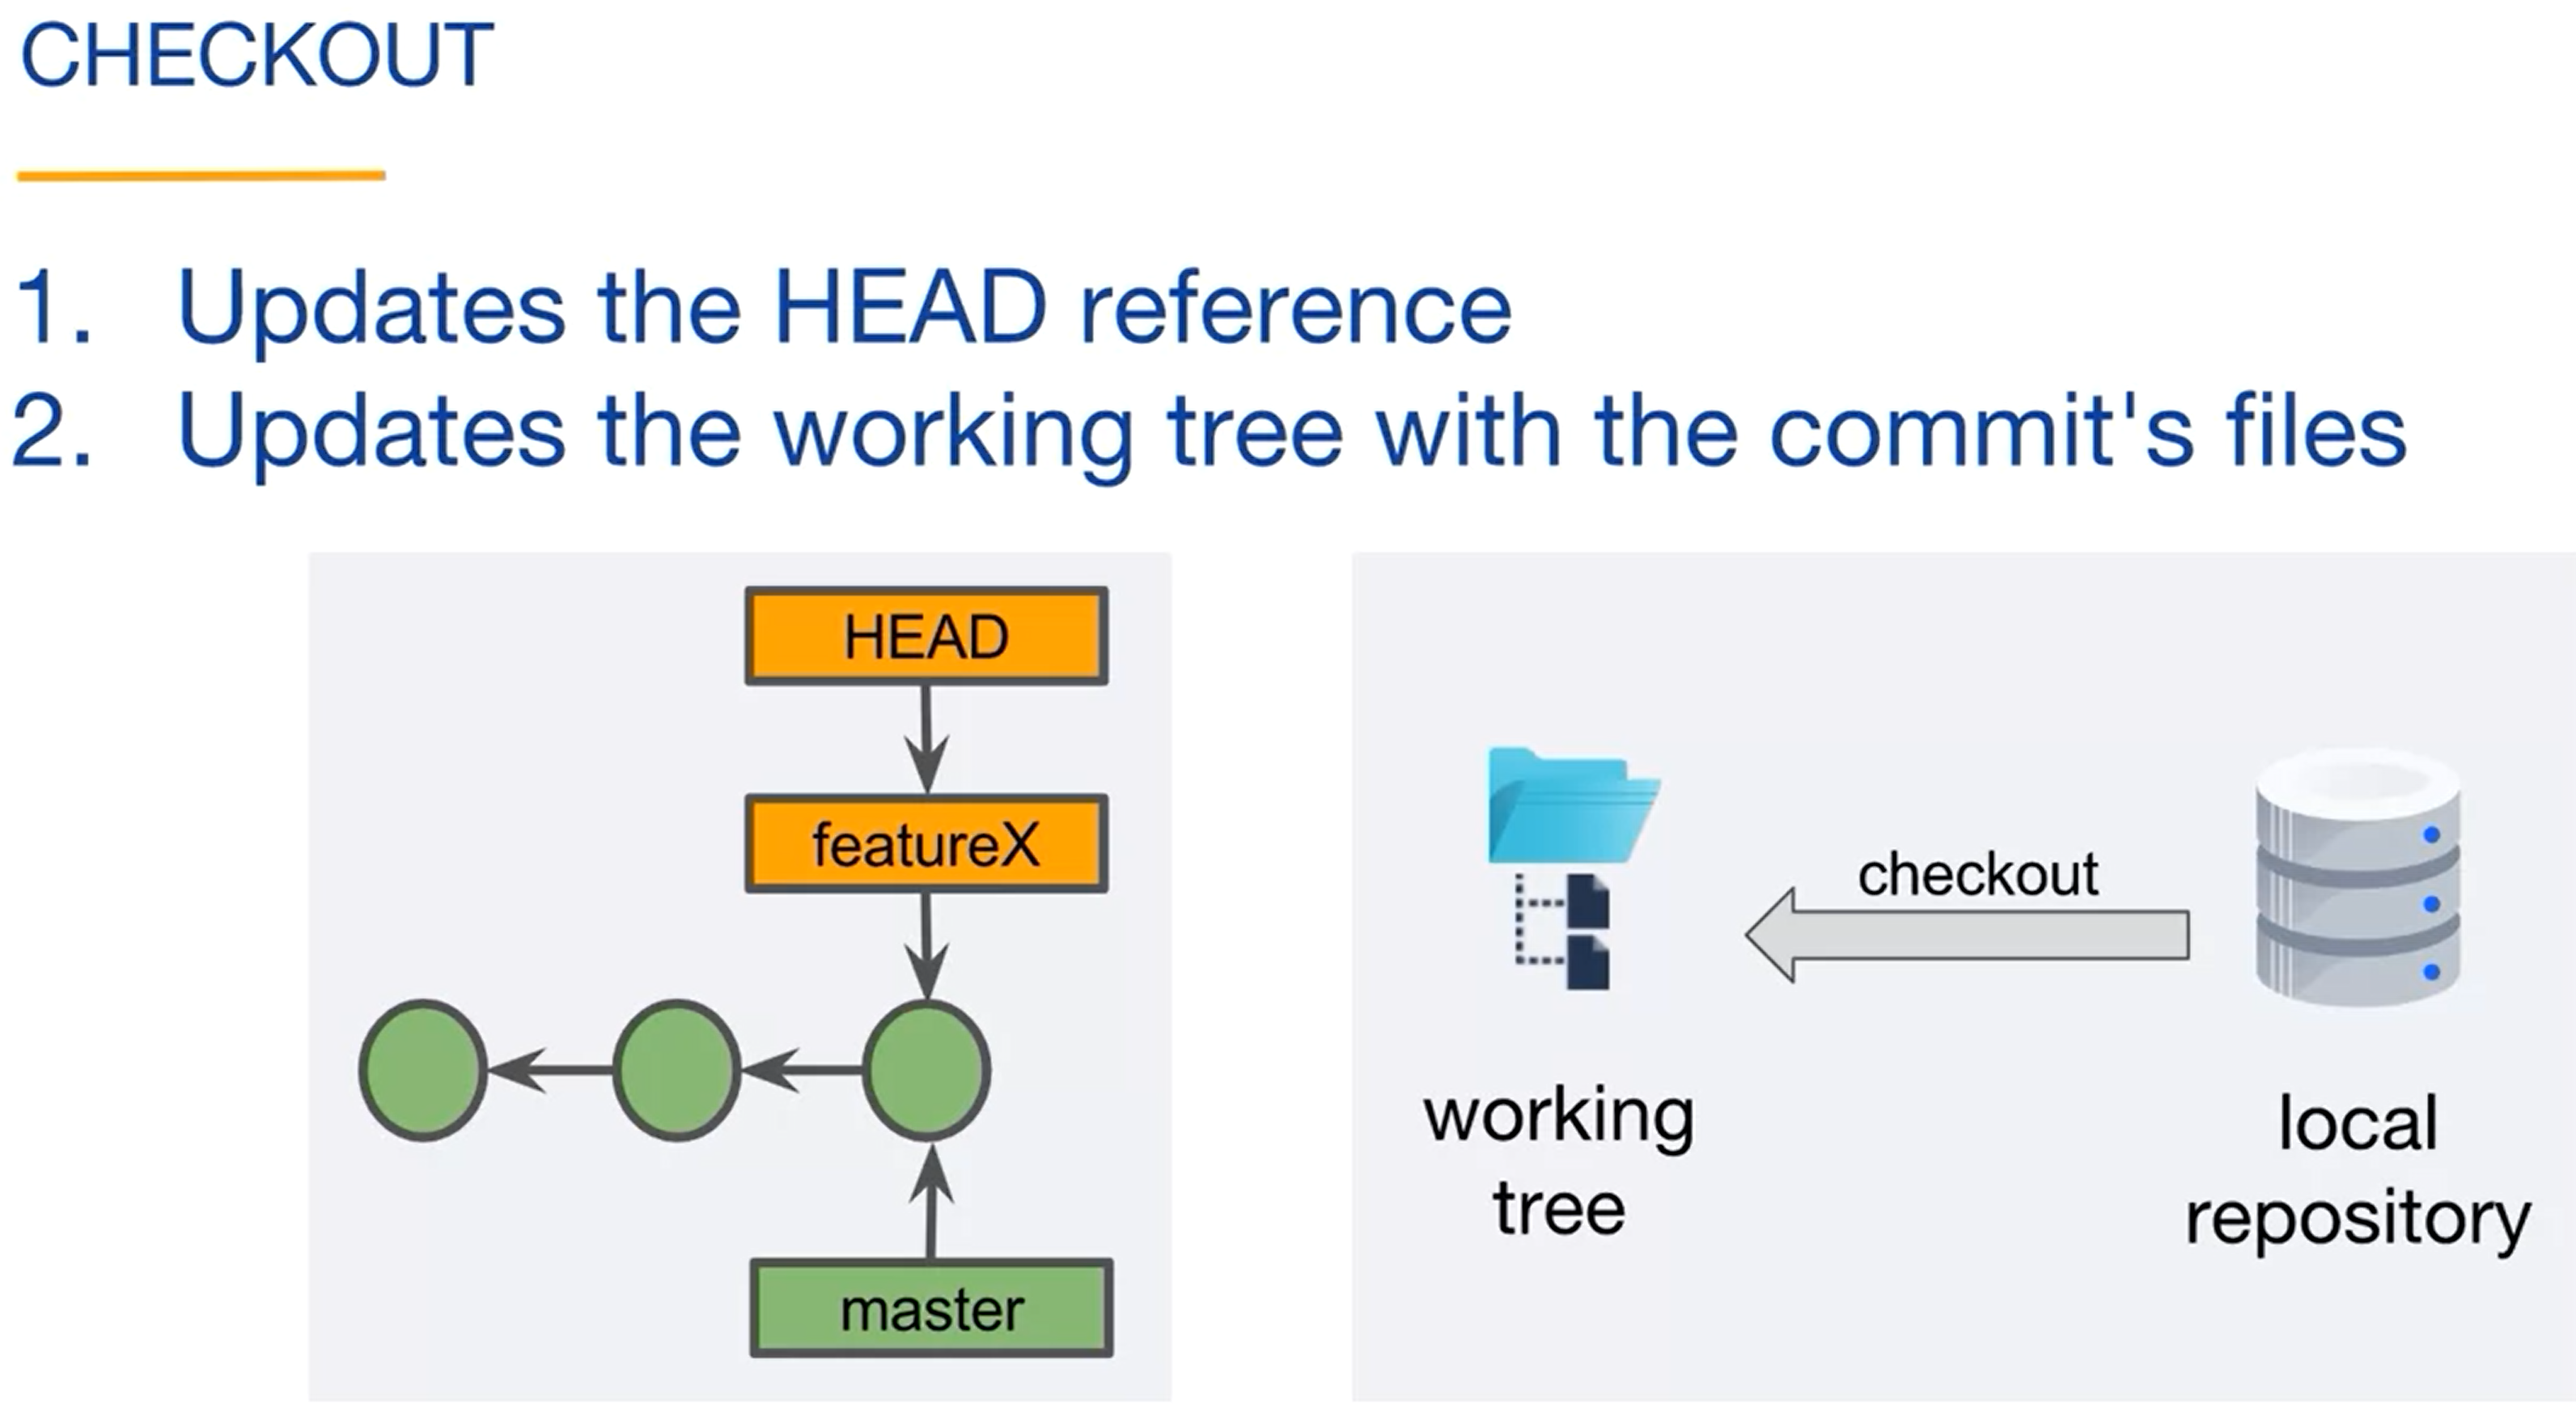 CHECKOUT
1. Updates the HEAD reference
2. Updates the working tree with the commit's files
HEAD
featureX
master
checkout
working
tree
local
repository